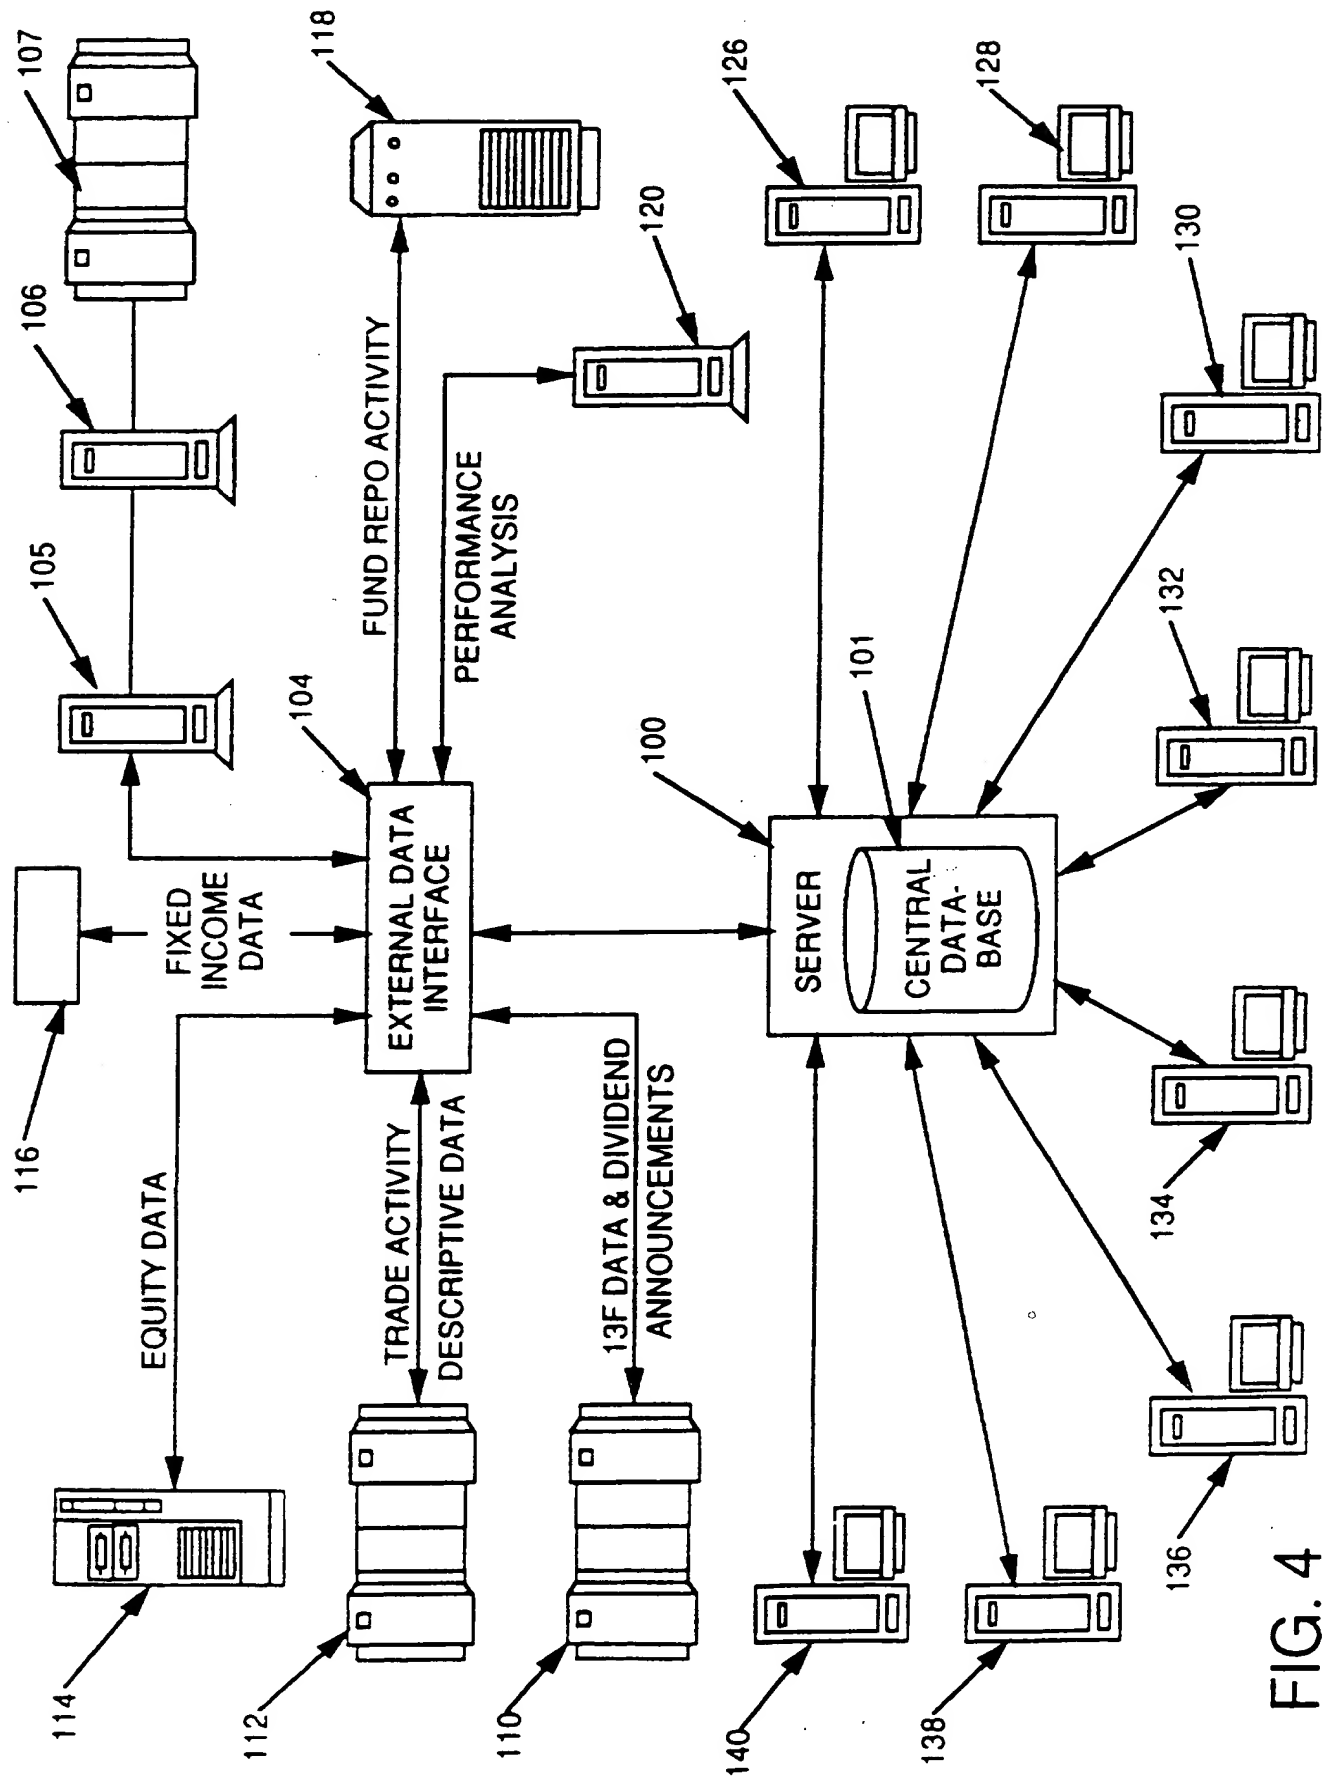 107
106
105
118
FUND REPO ACTIVITY
120
PERFORMANCE
ANALYSIS
104
EXTERNAL DATA
INTERFACE
116
FIXED
INCOME
DATA
EQUITY DATA
114
TRADE ACTIVITY
DESCRIPTIVE DATA
112
13F DATA & DIVIDEND
ANNOUNCEMENTS
110
100
SERVER
101
CENTRAL
DATA-
BASE
126
128
130
132
134
136
138
140
FIG. 4